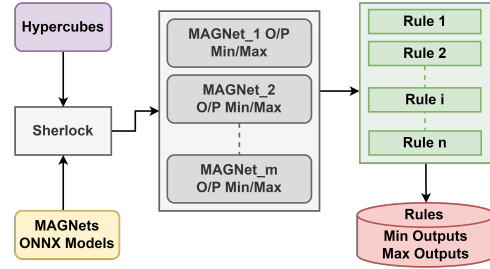 Hypercubes
Sherlock
MAGNets
ONNX Models
MAGNet_1 O/P
Min/Max
MAGNet_2
O/P Min/Max
MAGNet_m
O/P Min/Max
Rule 1
Rule 2
Rule i
Rule n
Rules
Min Outputs
Max Outputs